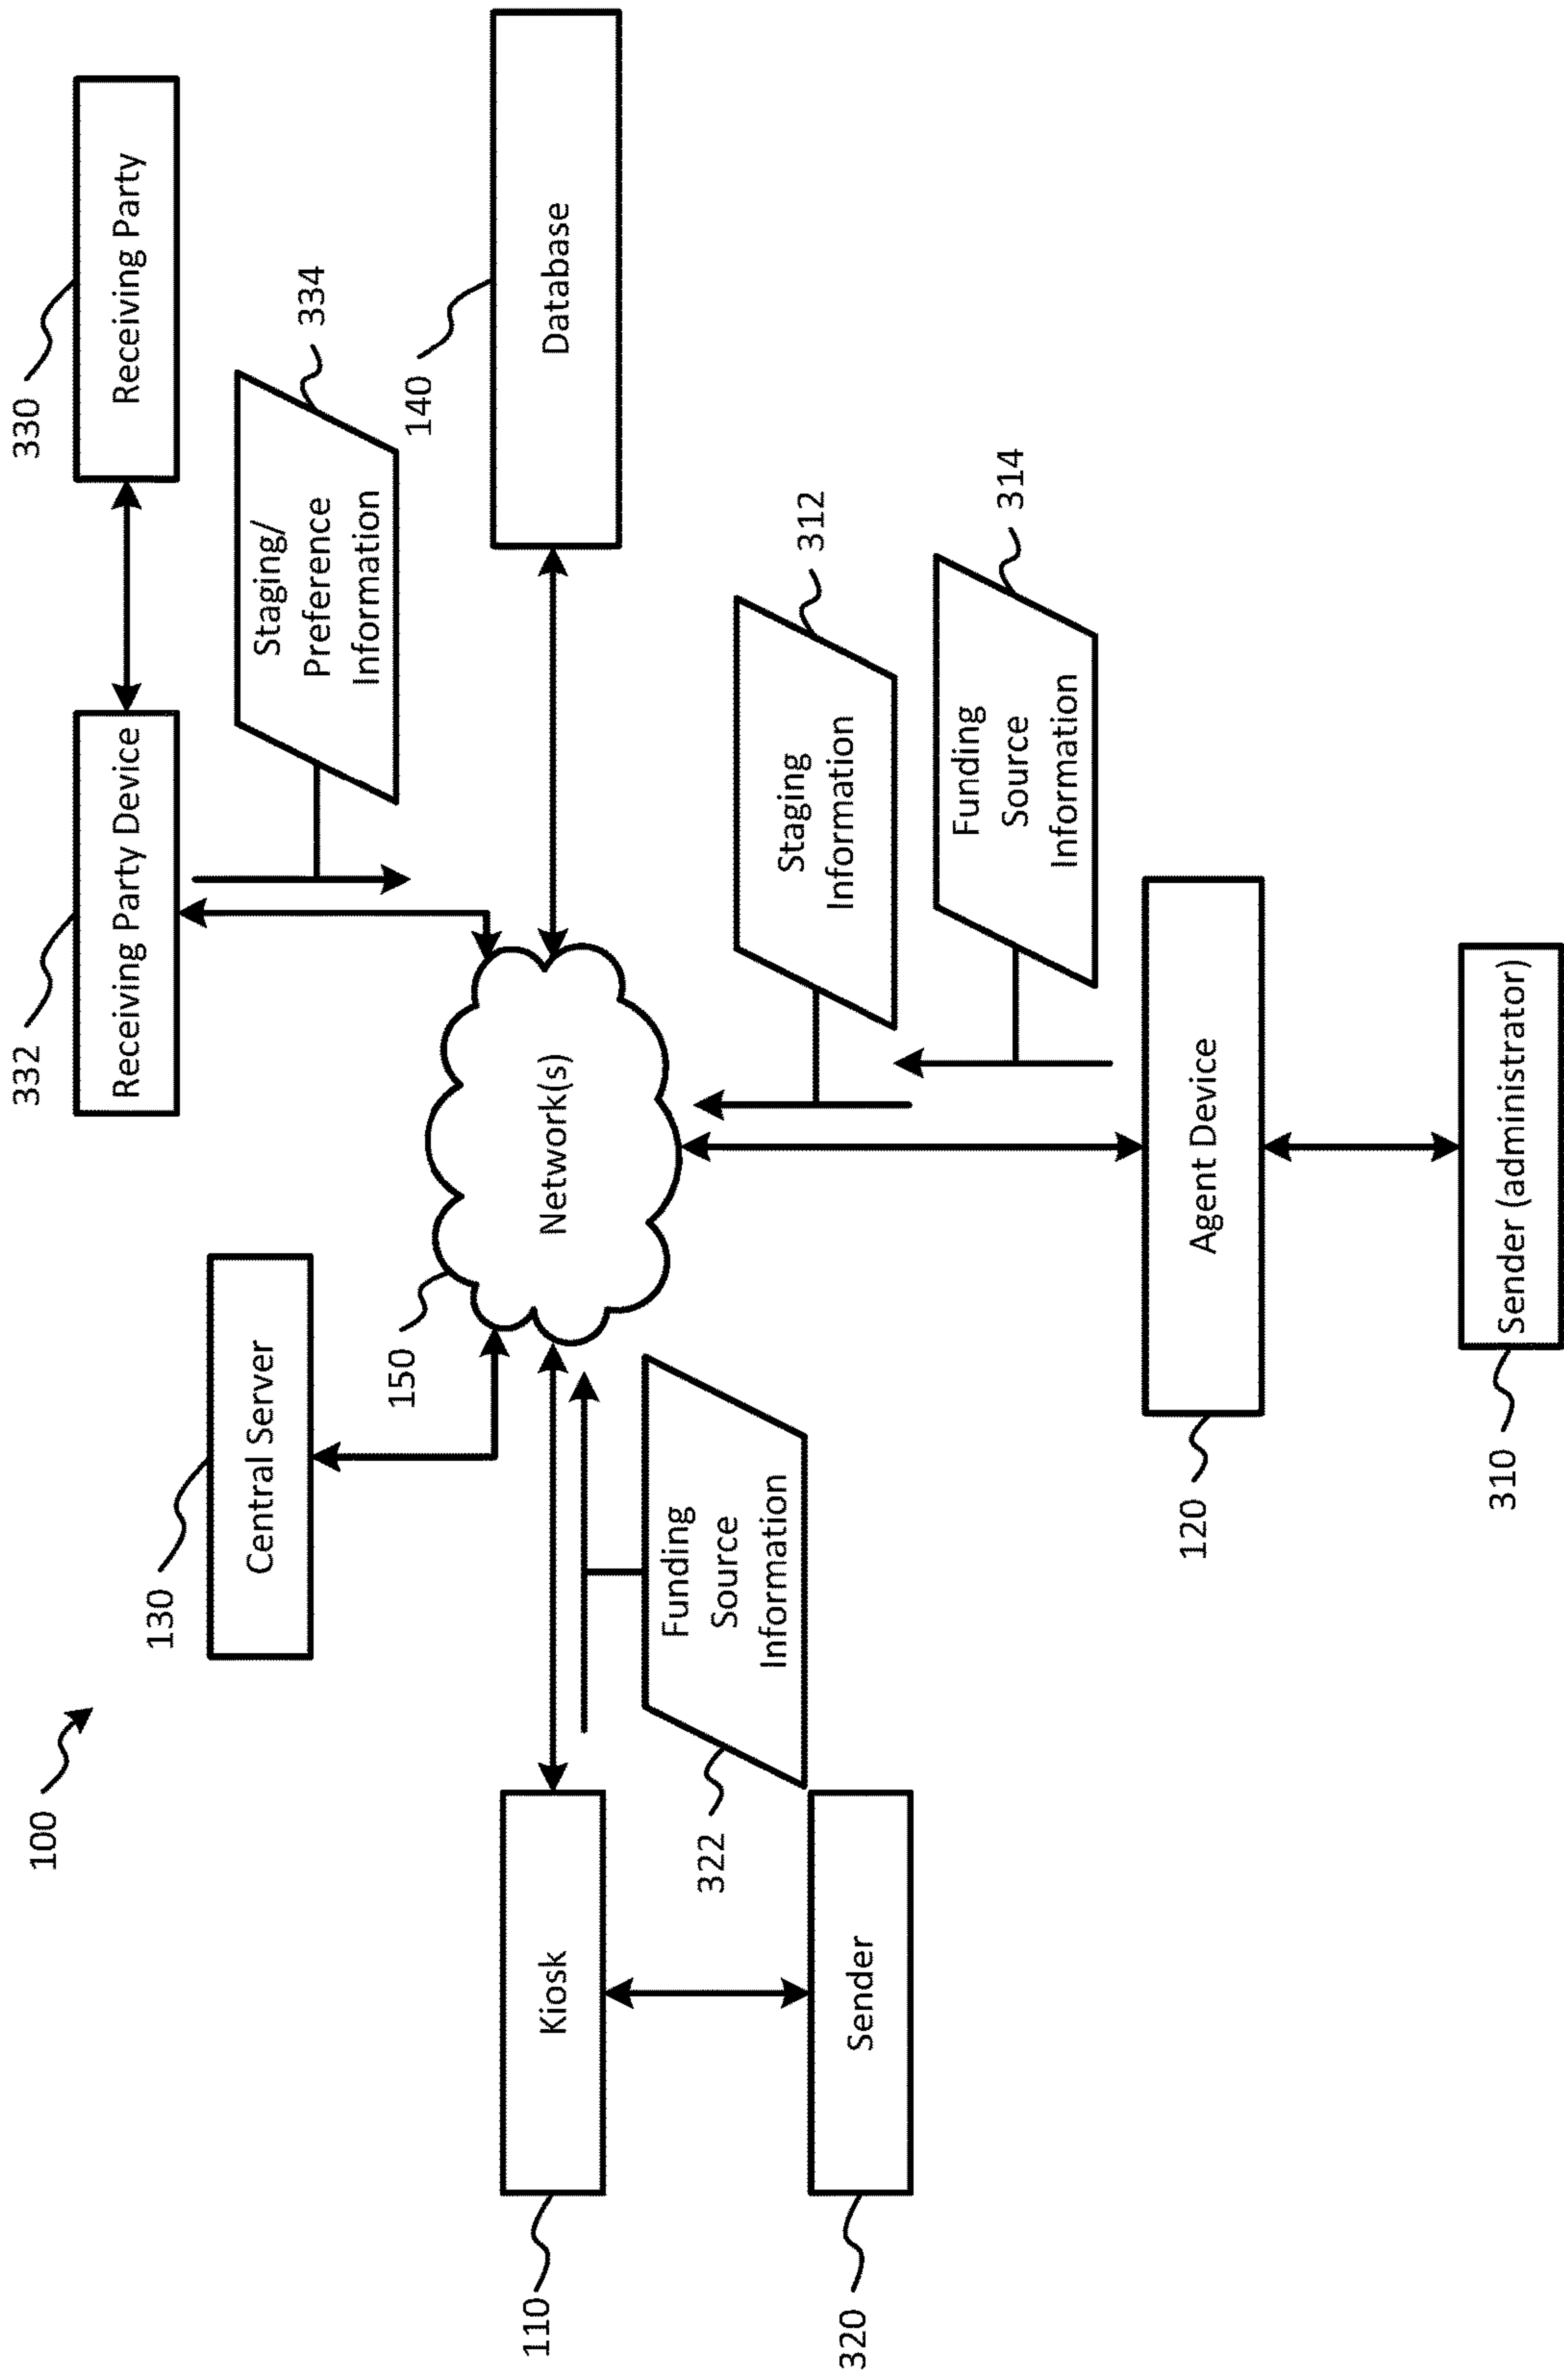 100
130
Central Server
332
Receiving Party Device
330
Receiving Party
Staging/
Preference
Information
334
150
Network(s)
140
Database
110
Kiosk
322
Funding
Source
Information
320
Sender
Staging
Information
312
Funding
Source
Information
314
120
Agent Device
310
Sender (administrator)